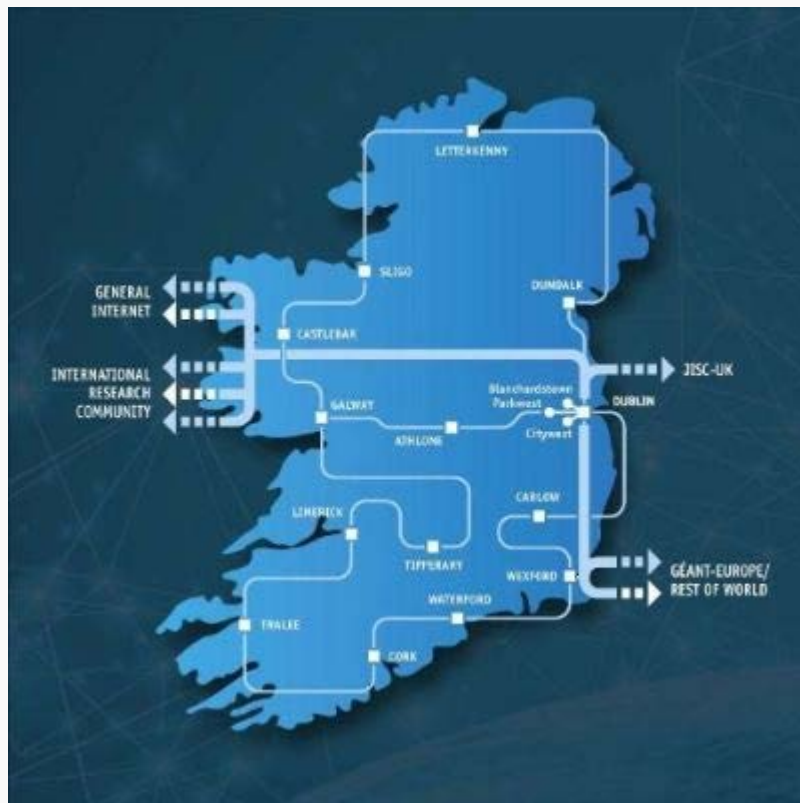 LETTERKENNY
SLIGO
DUNDALK
GENERAL
INTERNET
CASTLEBAR
INTERNATIONAL
RESEARCH
COMMUNITY
JISC-UK
Blanchardstown
Parkwest
DUBLIN
GALWAY
Citywest
ATHLONE
CARLOW
LIMERICK
TIPPERARY
WEXFORD
GÉANT-EUROPE/
REST OF WORLD
WATERFORD
TRALEE
CORK